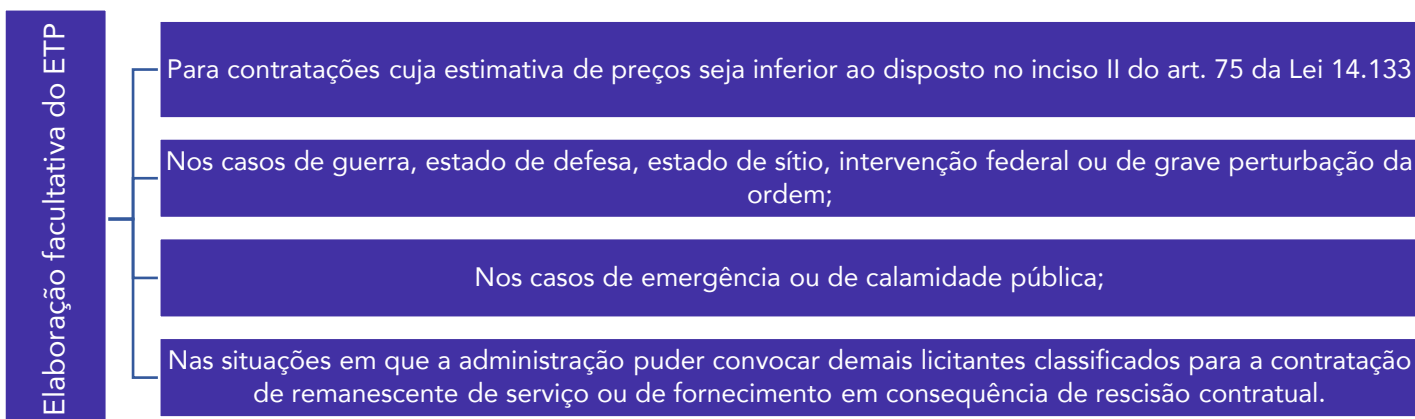 Elaboração facultativa do ETP
Para contratações cuja estimativa de preços seja inferior ao disposto no inciso II do art. 75 da Lei 14.133
Nos casos de guerra, estado de defesa, estado de sítio, intervenção federal ou de grave perturbação da
ordem;
Nos casos de emergência ou de calamidade pública;
Nas situações em que a administração puder convocar demais licitantes classificados para a contratação
de remanescente de serviço ou de fornecimento em consequência de rescisão contratual.